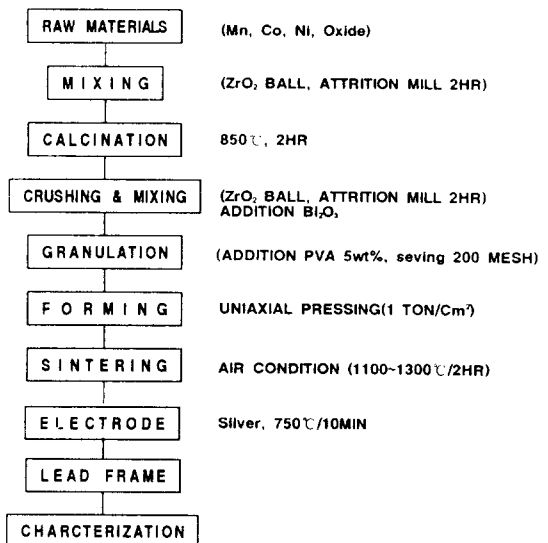 RAW MATERIALS (Mn, Co, Ni, Oxide)
MIXING (ZrO₂ BALL, ATTRITION MILL 2HR)
CALCINATION 850℃, 2HR
CRUSHING & MIXING (ZrO₂ BALL, ATTRITION MILL 2HR)
ADDITION Bi₂O₃
GRANULATION (ADDITION PVA 5wt%, seving 200 MESH)
FORMING UNIAXIAL PRESSING(1 TON/Cm²)
SINTERING AIR CONDITION (1100~1300℃/2HR)
ELECTRODE Silver, 750℃/10MIN
LEAD FRAME
CHARCTERIZATION